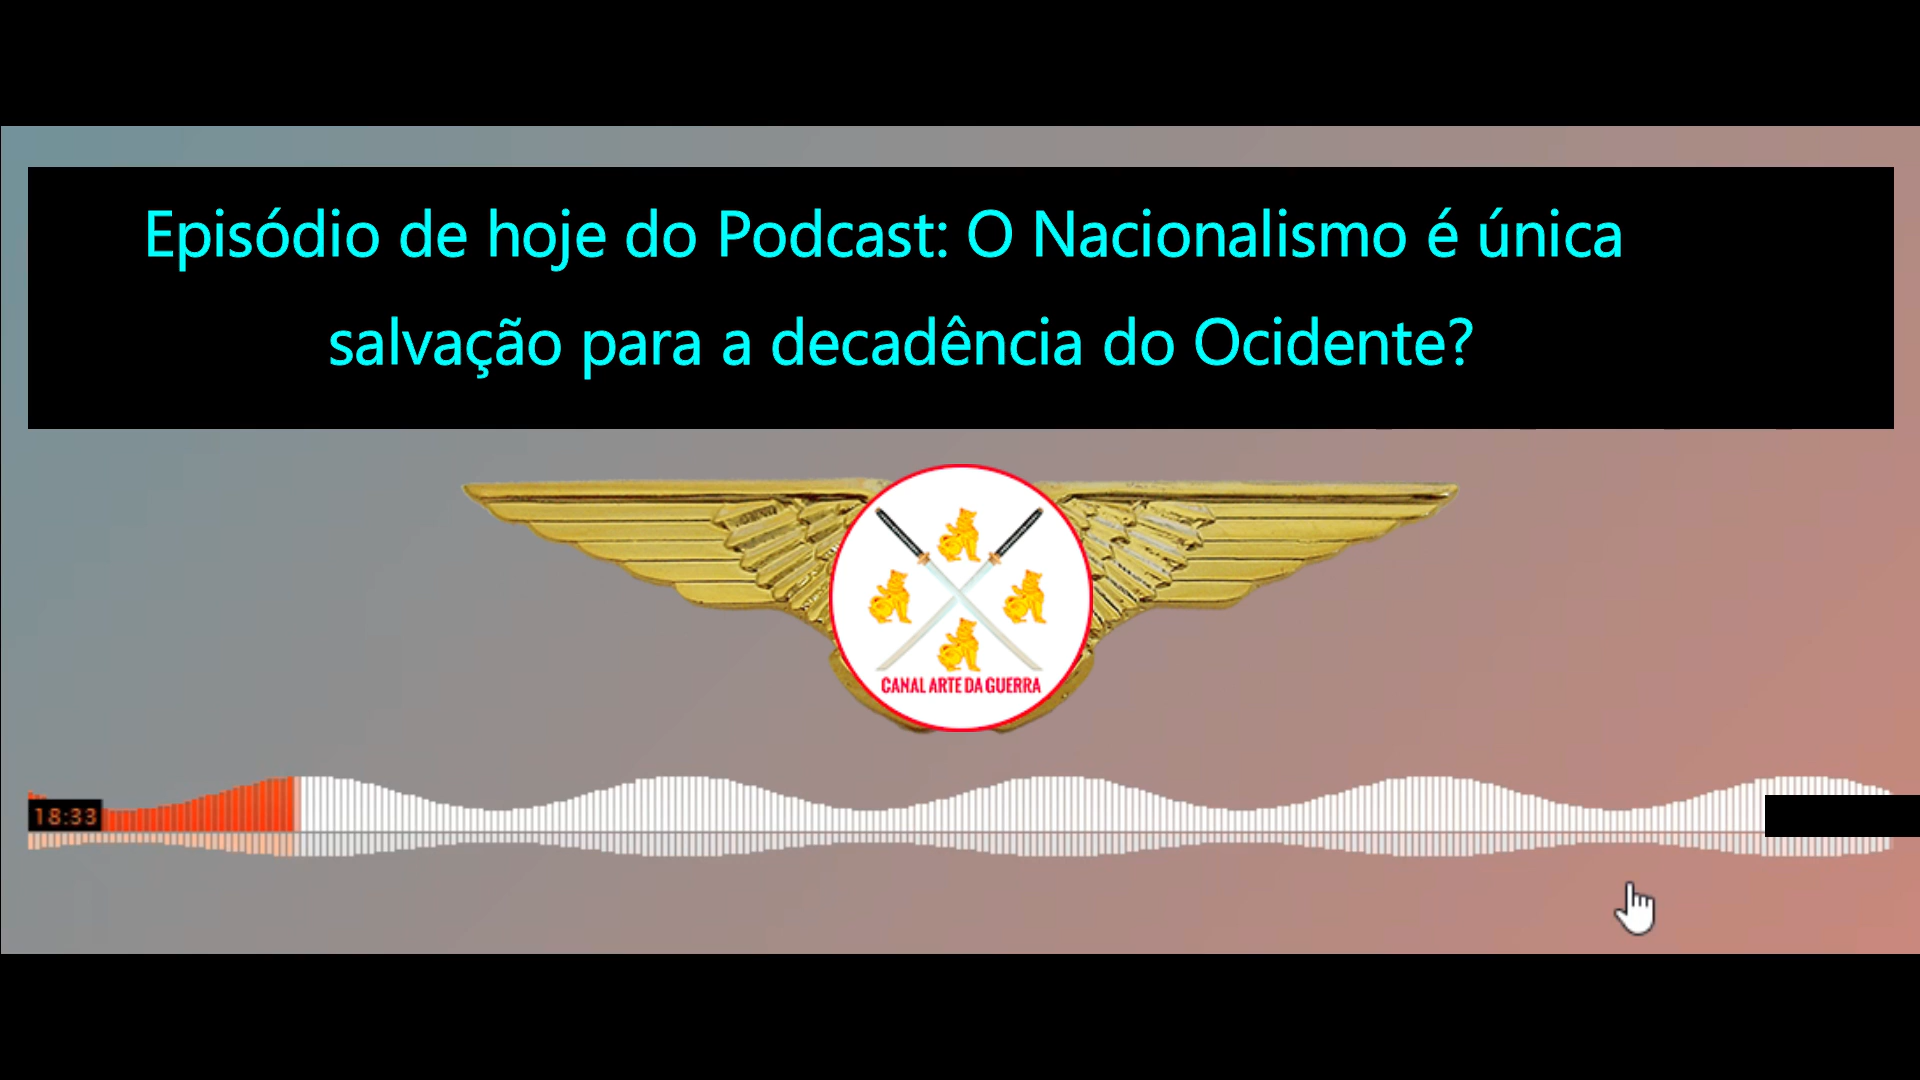 Episódio de hoje do Podcast: O Nacionalismo é única
salvação para a decadência do Ocidente?
CANAL ARTE DA GUERRA
18:33